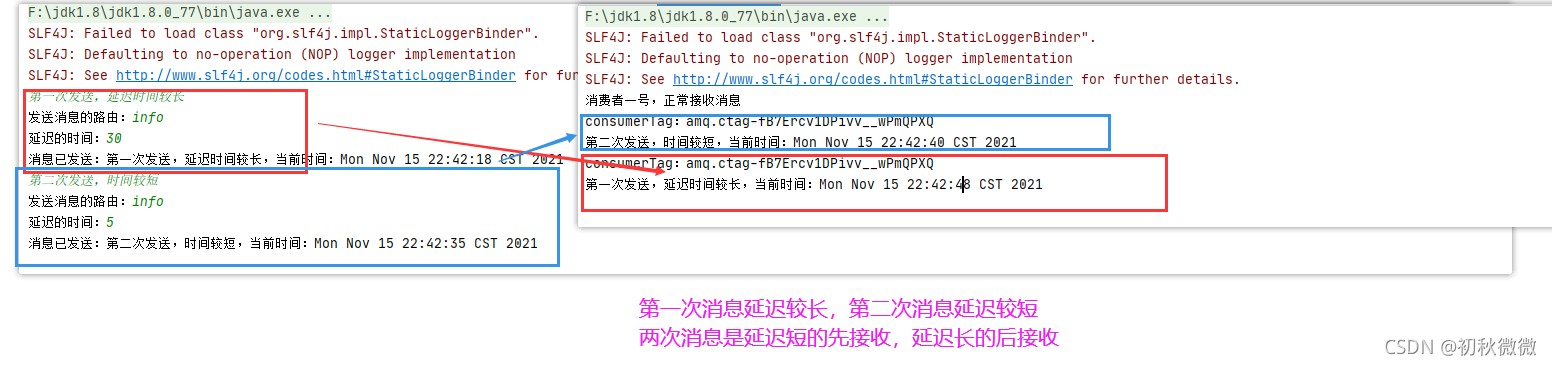 F:\jdk1.8\jdk1.8.0_77\bin\java.exe ...
SLF4J: Failed to load class "org.slf4j.impl.StaticLoggerBinder".
SLF4J: Defaulting to no-operation (NOP) logger implementation
SLF4J: See http://www.slf4j.org/codes.html#StaticLoggerBinder for fur
第一次发送，延迟时间较长
发送消息的路由：info
延迟的时间：30
消息已发送：第一次发送，延迟时间较长，当前时间：Mon Nov 15 22:42:18 CST 2021
第二次发送，时间较短
发送消息的路由：info
延迟的时间：5
消息已发送：第二次发送，时间较短，当前时间：Mon Nov 15 22:42:35 CST 2021
F:\jdk1.8\jdk1.8.0_77\bin\java.exe ...
SLF4J: Failed to load class "org.slf4j.impl.StaticLoggerBinder".
SLF4J: Defaulting to no-operation (NOP) logger implementation
SLF4J: See http://www.slf4j.org/codes.html#StaticLoggerBinder for further details.
消费者一号，正常接收消息
consumerTag：amq.ctag-fB7Ercv1DPivv__wPmQPXQ
第二次发送，时间较短，当前时间：Mon Nov 15 22:42:40 CST 2021
consumerTag：amq.ctag-fB7Ercv1DPivv__wPmQPXQ
第一次发送，延迟时间较长，当前时间：Mon Nov 15 22:42:48 CST 2021
第一次消息延迟较长，第二次消息延迟较短
两次消息是延迟短的先接收，延迟长的后接收
CSDN @初秋微微